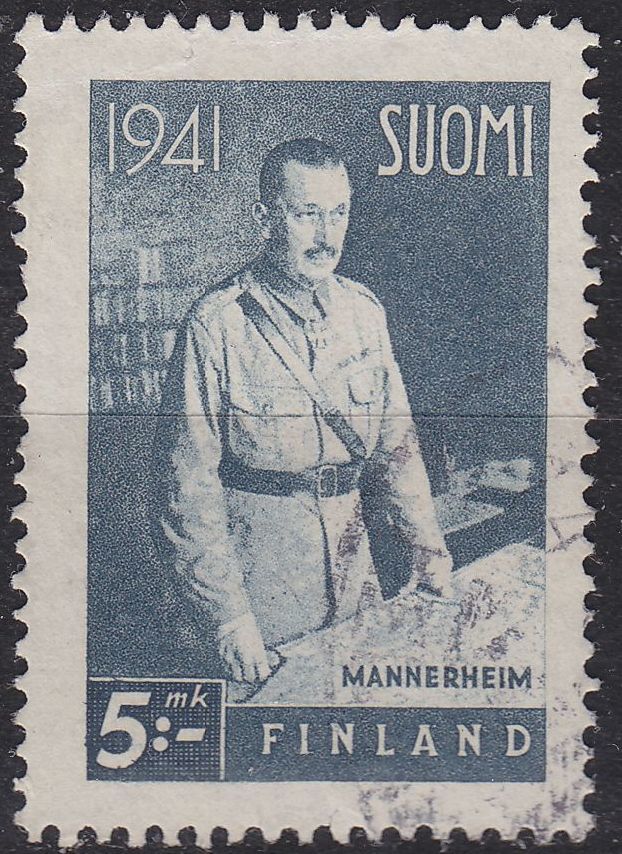 1941 SUOMI
MANNERHEIM
5:- mk
FINLAND